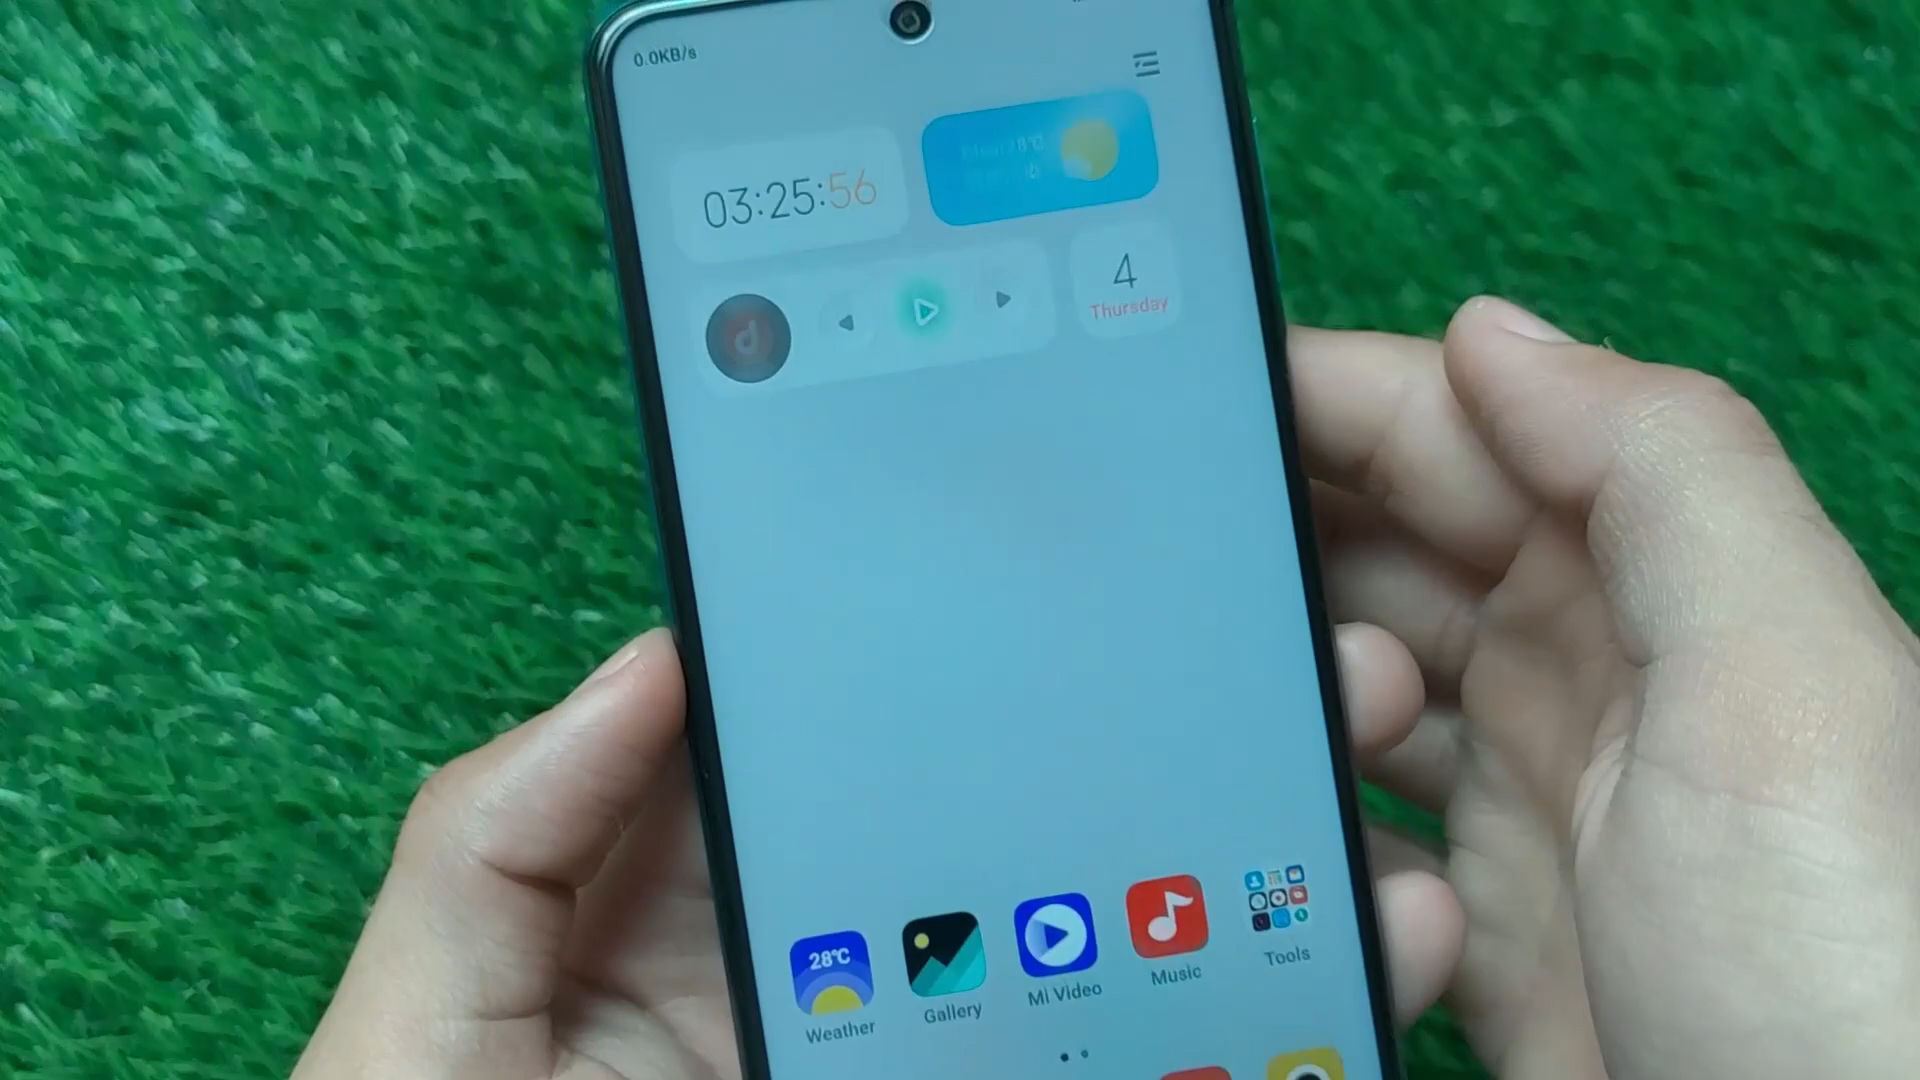 0.0KB/s
03:25:56
4
Thursday
28℃
Weather
Gallery
Mi Video
Music
Tools